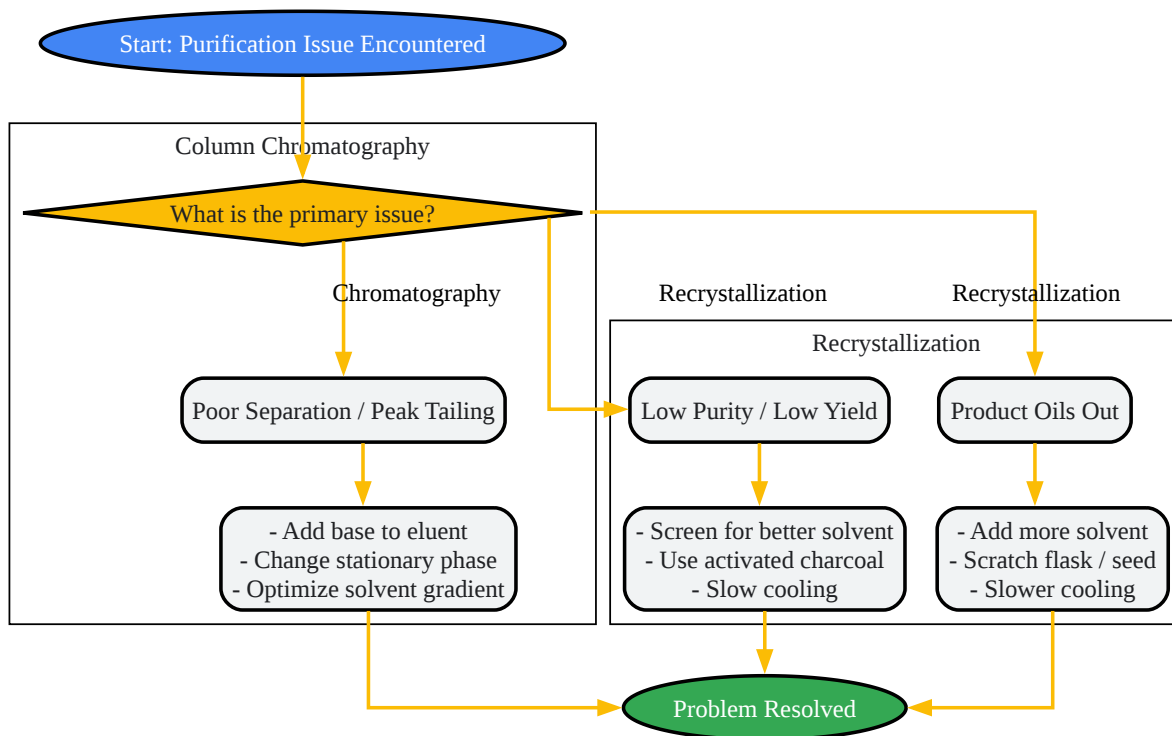 Start: Purification Issue Encountered
Column Chromatography
What is the primary issue?
Chromatography
Recrystallization
Recrystallization
Recrystallization
Poor Separation / Peak Tailing
Low Purity / Low Yield
Product Oils Out
- Add base to eluent
- Change stationary phase
- Optimize solvent gradient
- Screen for better solvent
- Use activated charcoal
- Slow cooling
- Add more solvent
- Scratch flask / seed
- Slower cooling
Problem Resolved